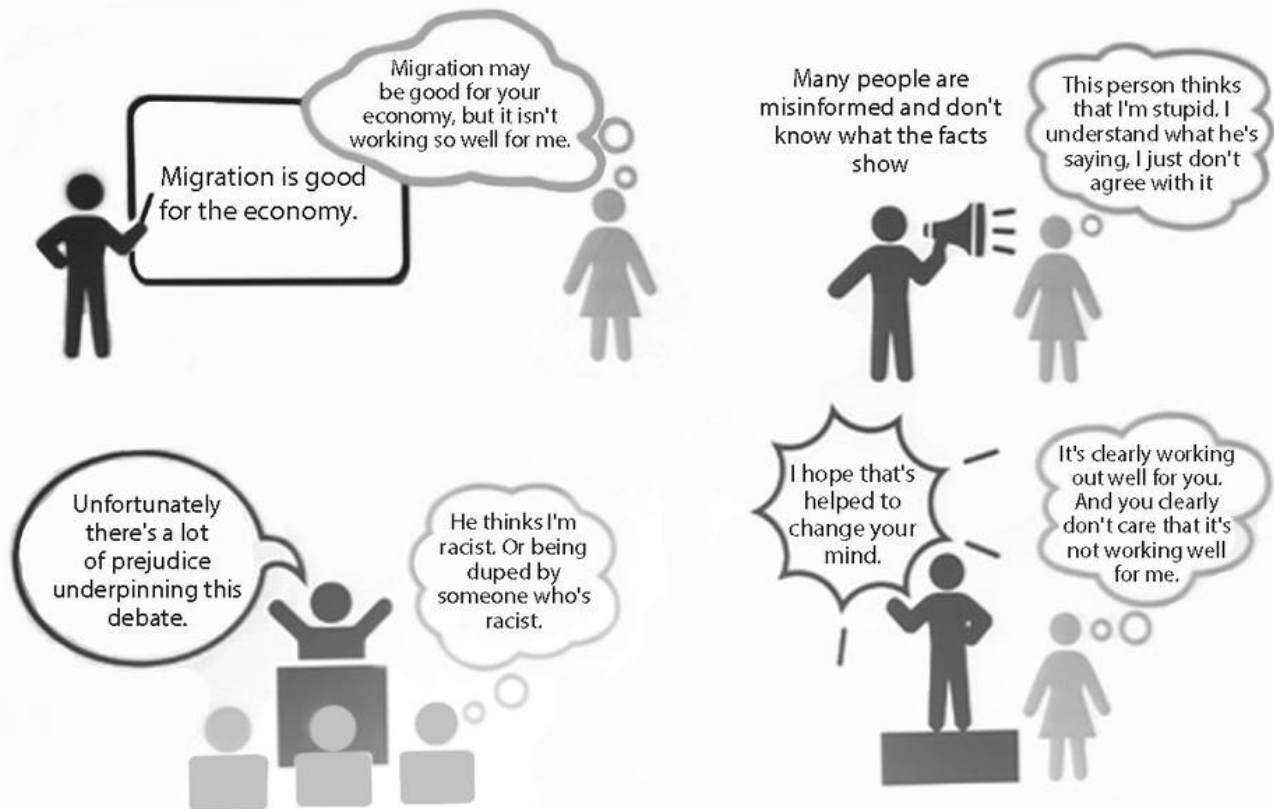 Migration is good
for the economy.
Migration may
be good for your
economy, but it isn't
working so well for me.
Many people are
misinformed and don't
know what the facts
show
This person thinks
that I'm stupid. I
understand what he's
saying, I just don't
agree with it
Unfortunately
there's a lot
of prejudice
underpinning this
debate.
He thinks I'm
racist. Or being
duped by
someone who's
racist.
I hope that's
helped to
change your
mind.
It's clearly working
out well for you.
And you clearly
don't care that it's
not working well
for me.